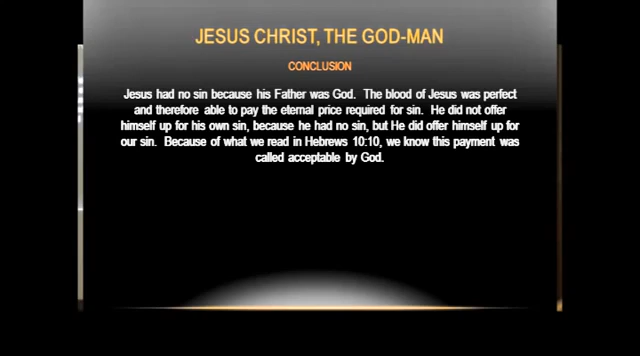 JESUS CHRIST, THE GOD-MAN
CONCLUSION
Jesus had no sin because his Father was God. The blood of Jesus was perfect
and therefore able to pay the eternal price required for sin. He did not offer
himself up for his own sin, because he had no sin, but He did offer himself up for
our sin. Because of what we read in Hebrews 10:10, we know this payment was
called acceptable by God.